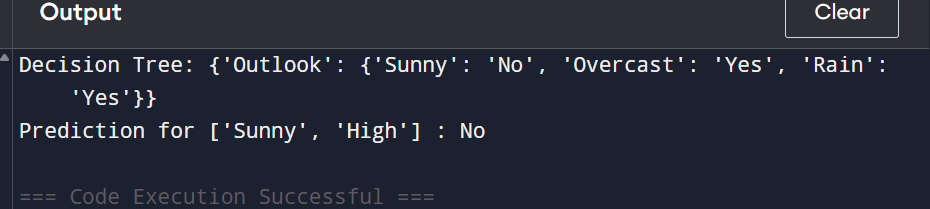 Output
Clear
Decision Tree: {'Outlook': {'Sunny': 'No', 'Overcast': 'Yes', 'Rain':
'Yes'}}
Prediction for ['Sunny', 'High'] : No
=== Code Execution Successful ===